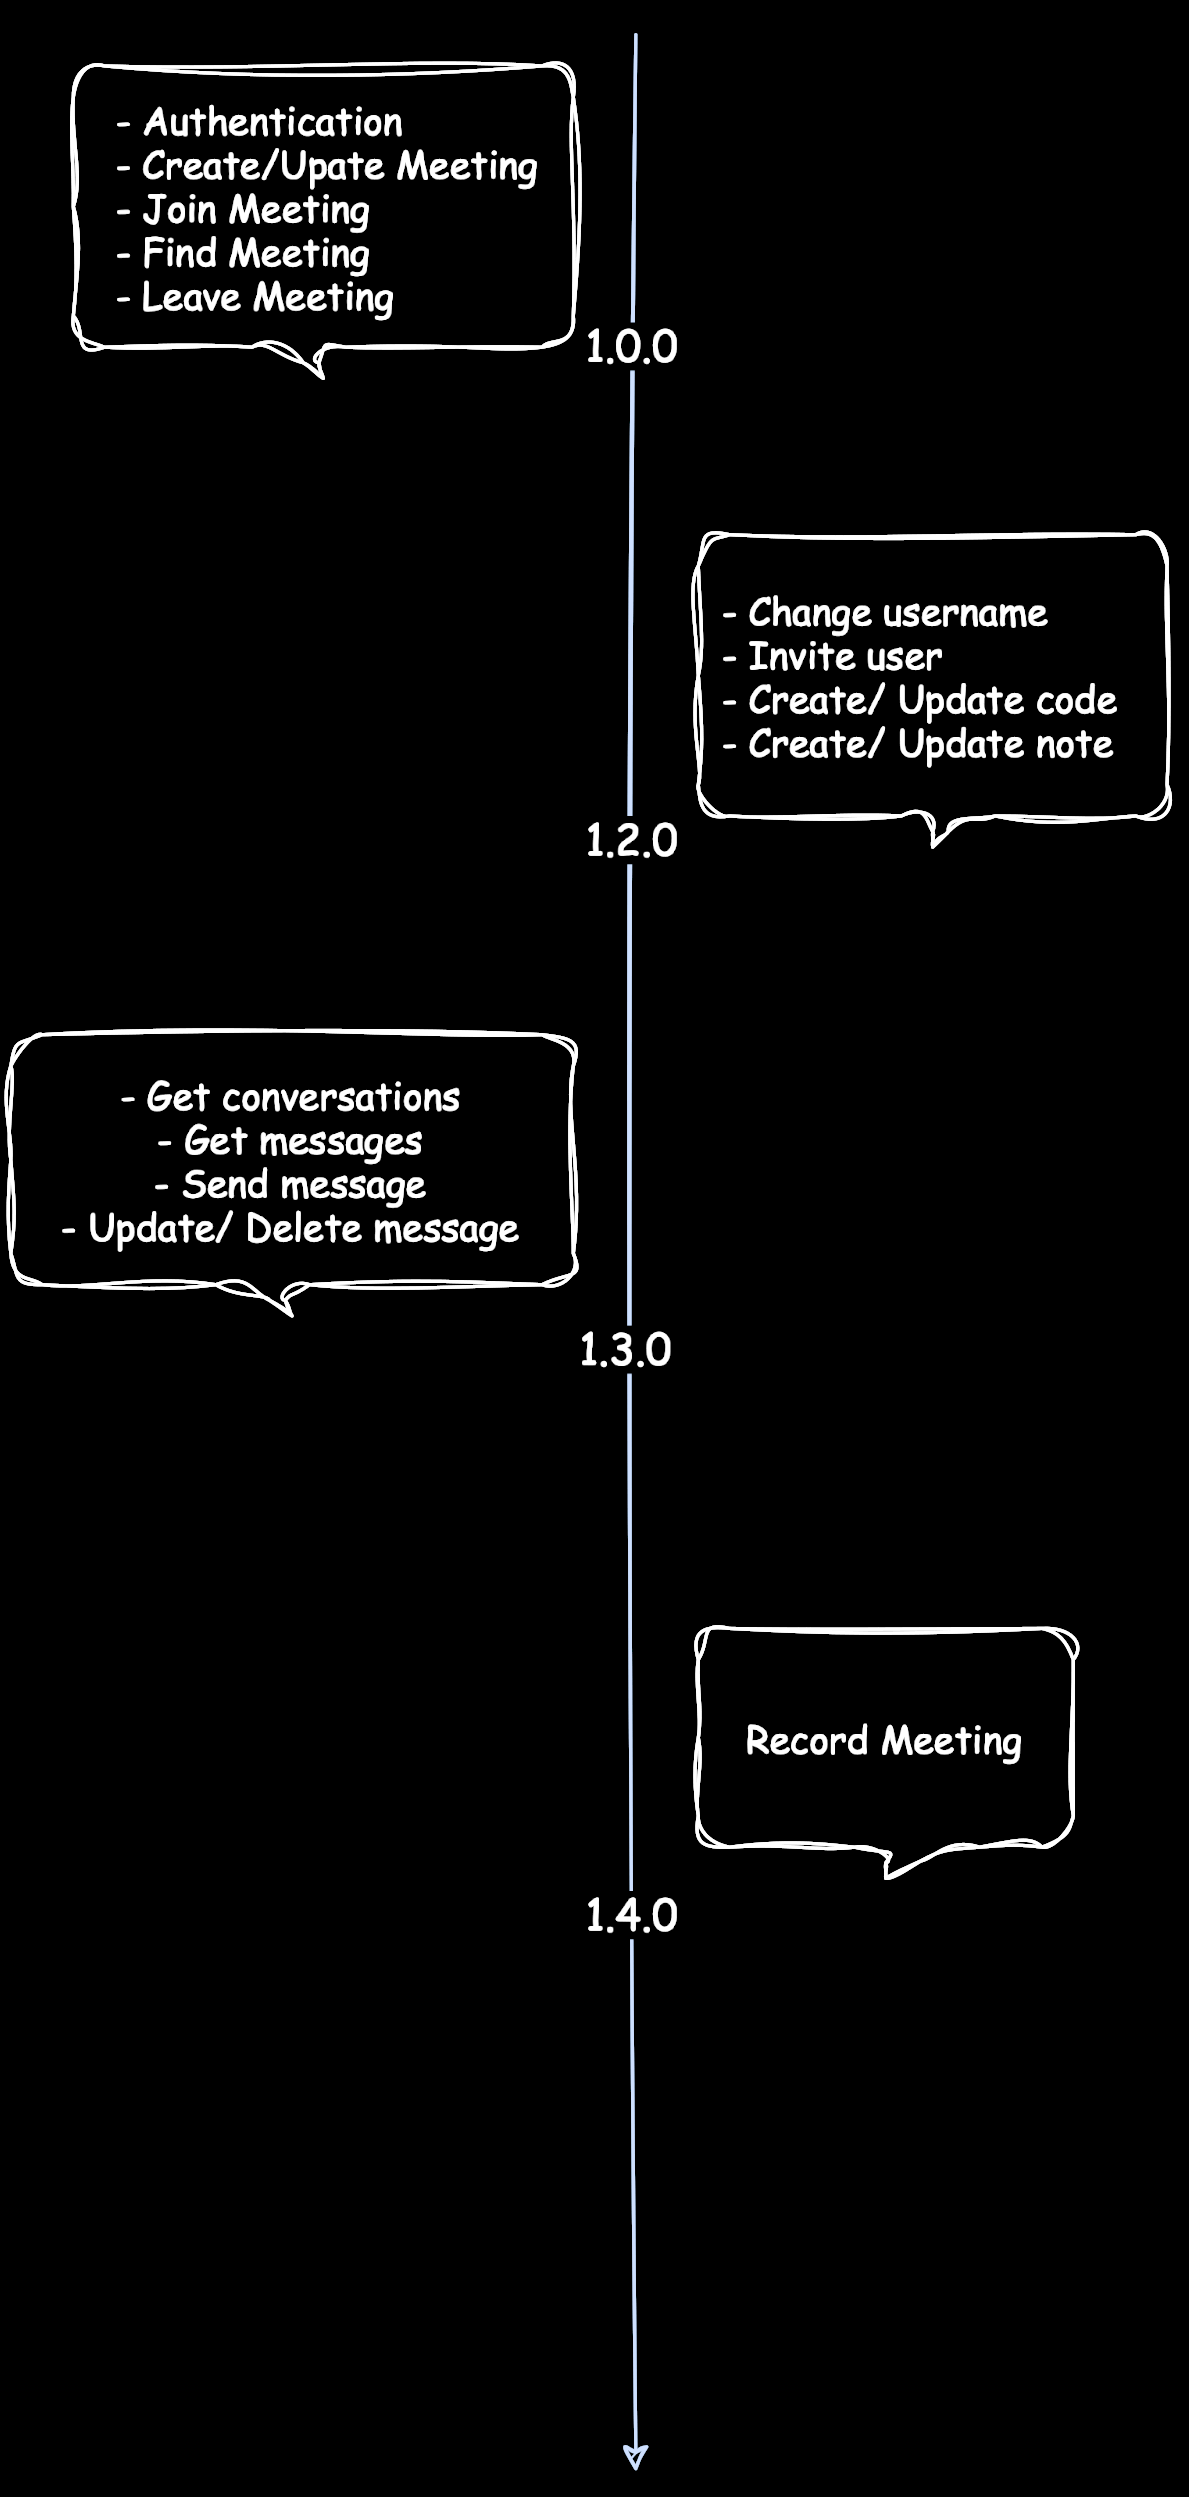 - Authentication
- Create/Upate Meeting
- Join Meeting
- Find Meeting
- Leave Meeting
1.0.0
- Change username
- Invite user
- Create/ Update code
- Create/ Update note
1.2.0
- Get conversations
- Get messages
- Send message
- Update/ Delete message
1.3.0
Record Meeting
1.4.0